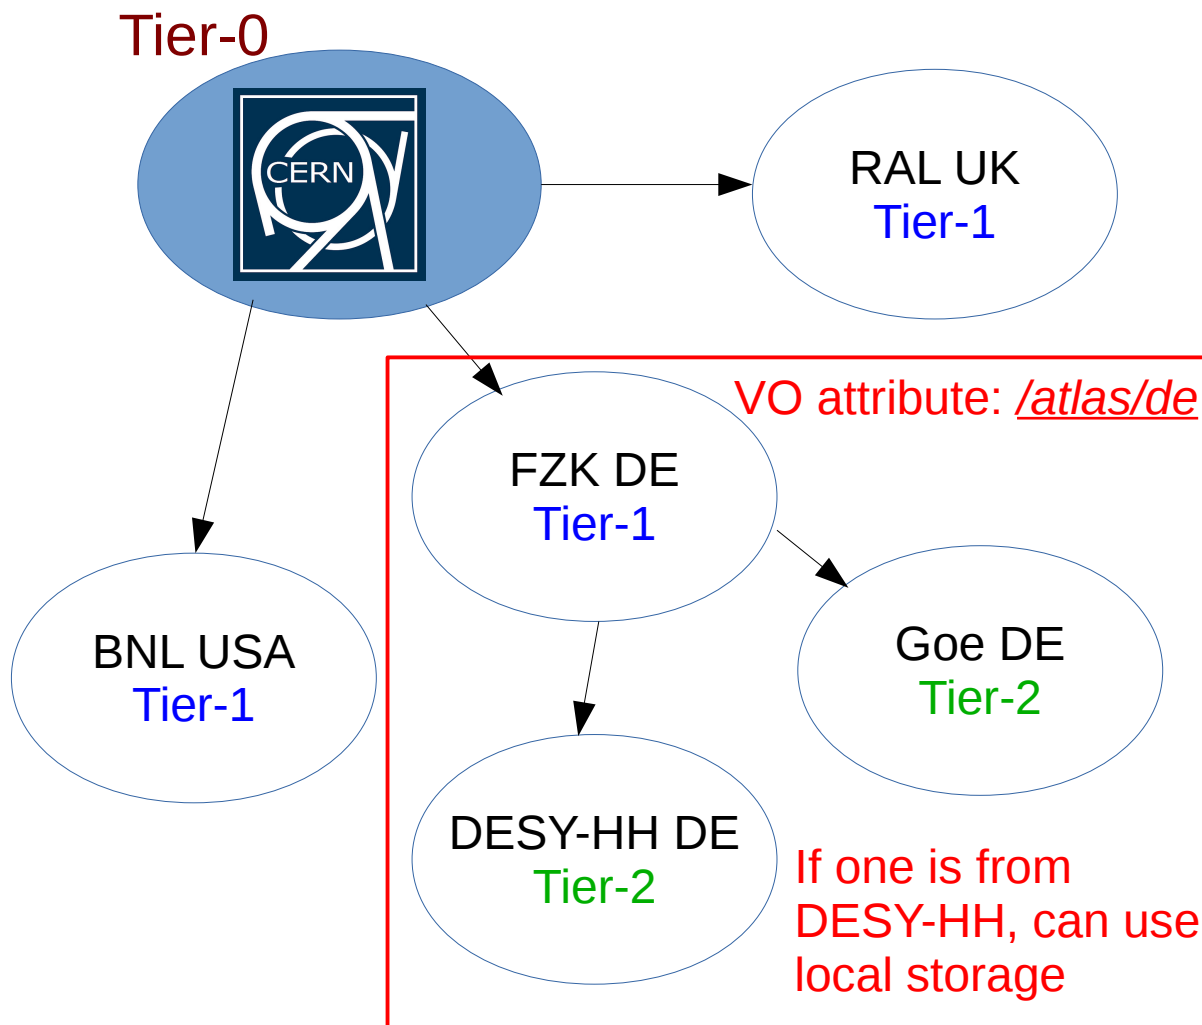 Tier-0
CERN
RAL UK
Tier-1
VO attribute: /atlas/de
FZK DE
Tier-1
BNL USA
Tier-1
Goe DE
Tier-2
DESY-HH DE
Tier-2
If one is from
DESY-HH, can use
local storage